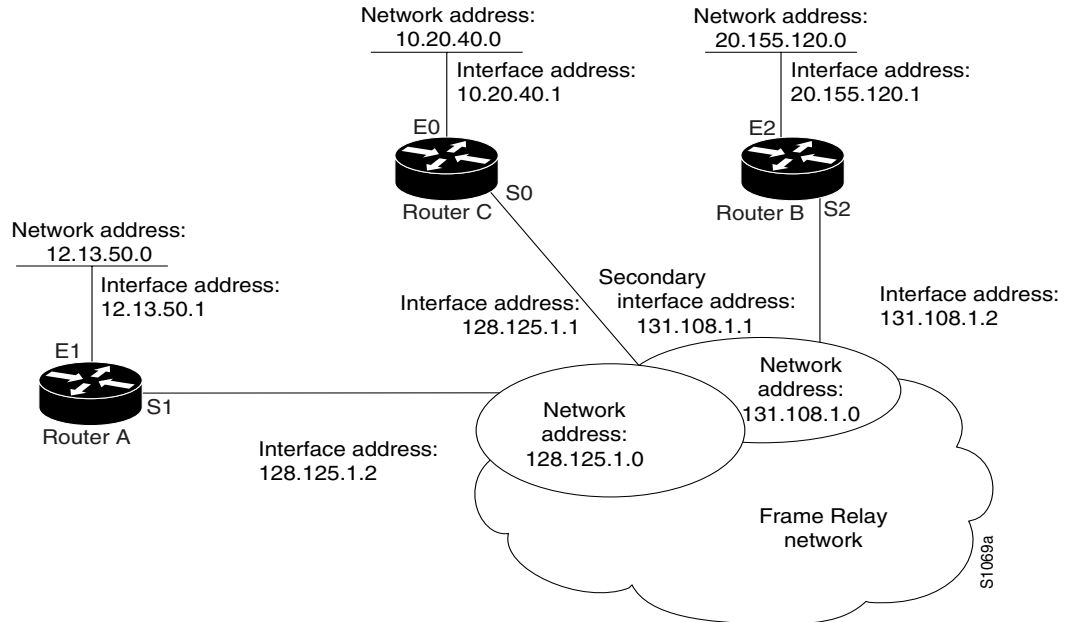 Network address:
10.20.40.0
Interface address:
10.20.40.1
E0
S0
Router C
Network address:
20.155.120.0
Interface address:
20.155.120.1
E2
S2
Router B
Network address:
12.13.50.0
Interface address:
12.13.50.1
E1
S1
Router A
Interface address:
128.125.1.1
Secondary
interface address:
131.108.1.1
Interface address:
131.108.1.2
Interface address:
128.125.1.2
Network
address:
128.125.1.0
Network
address:
131.108.1.0
Frame Relay
network
S1069a